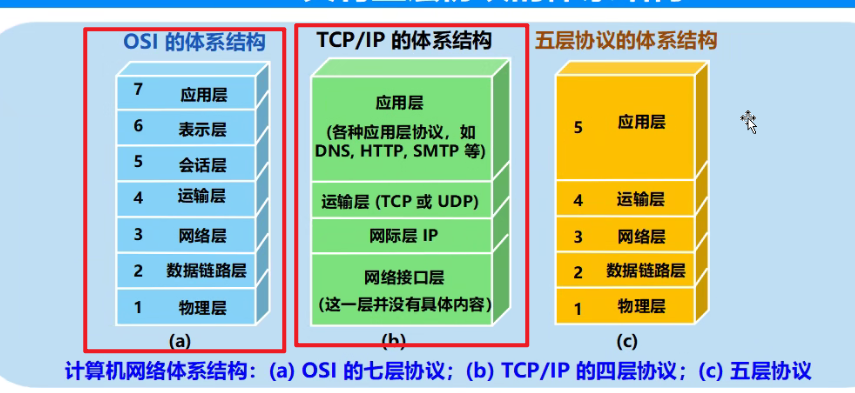 OSI 的体系结构
7 应用层
6 表示层
5 会话层
4 运输层
3 网络层
2 数据链路层
1 物理层
(a)
TCP/IP 的体系结构
应用层
(各种应用层协议，如
DNS, HTTP, SMTP 等)
运输层 (TCP 或 UDP)
网际层 IP
网络接口层
(这一层并没有具体内容)
(b)
五层协议的体系结构
5 应用层
4 运输层
3 网络层
2 数据链路层
1 物理层
(c)
计算机网络体系结构：(a) OSI 的七层协议；(b) TCP/IP 的四层协议；(c) 五层协议